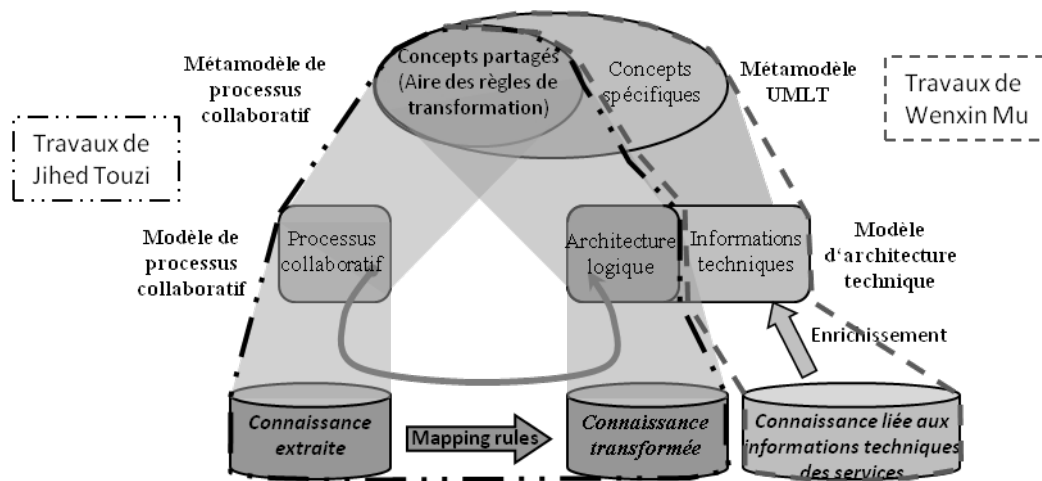 Concepts partagés
(Aire des règles de
transformation)
Concepts
spécifiques
Métamodèle de
processus
collaboratif
Métamodèle
UMLT
Travaux de
Wenxin Mu
Travaux de
Jihed Touzi
Modèle de
processus
collaboratif
Processus
collaboratif
Architecture
logique
Informations
techniques
Modèle
d'architecture
technique
Enrichissement
Connaissance
extraite
Mapping rules
Connaissance
transformée
Connaissance liée aux
informations techniques
des services